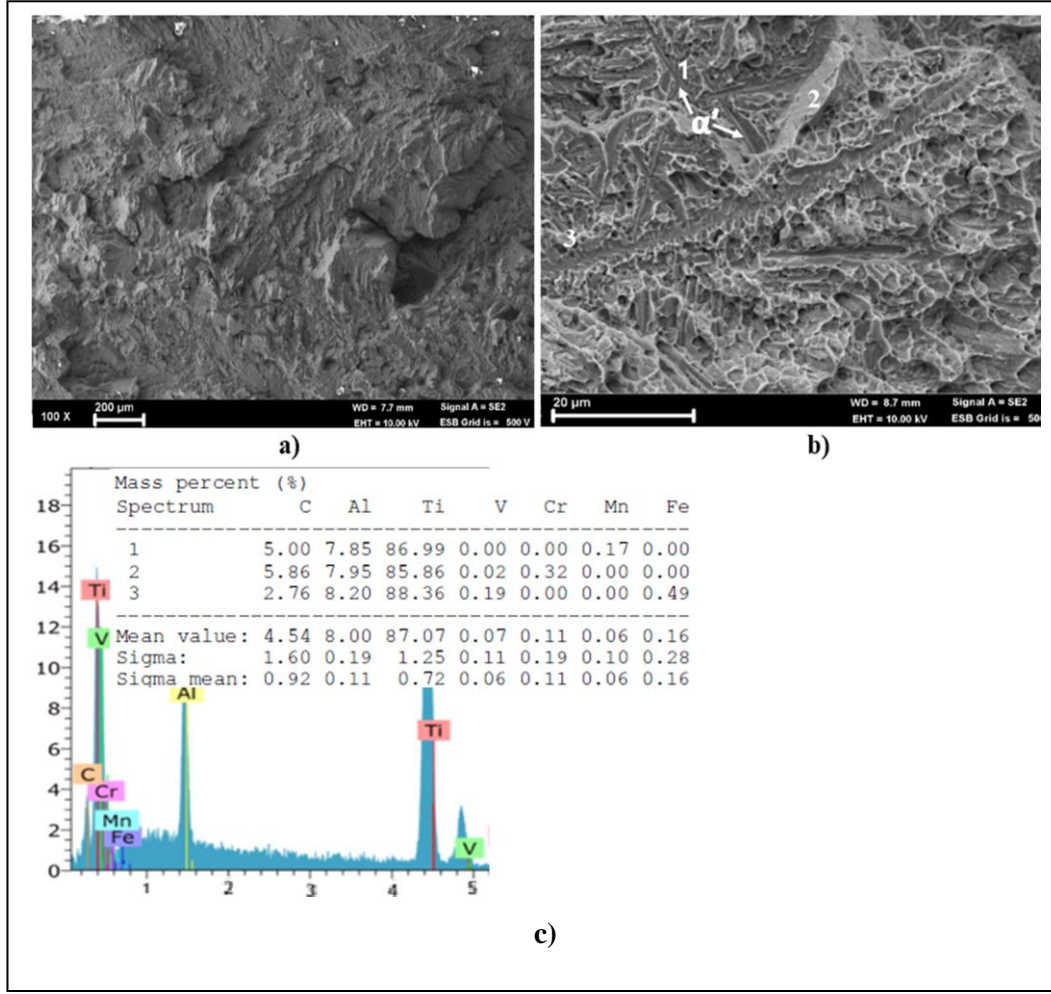 100 X
200 µm
WD = 7.7 mm
Signal A = SE2
EHT = 10.00 kV
ESB Grid is = 500 V
a)
1
2
α'
3
20 µm
WD = 8.7 mm
Signal A = SE2
EHT = 10.00 kV
ESB Grid is = 500 V
b)
Mass percent (%)
Spectrum C Al Ti V Cr Mn Fe
1 5.00 7.85 86.99 0.00 0.00 0.17 0.00
2 5.86 7.95 85.86 0.02 0.32 0.00 0.00
3 2.76 8.20 88.36 0.19 0.00 0.00 0.49
Mean value: 4.54 8.00 87.07 0.07 0.11 0.06 0.16
Sigma: 1.60 0.19 1.25 0.11 0.19 0.10 0.28
Sigma mean: 0.92 0.11 0.72 0.06 0.11 0.06 0.16
18
16
14
12
10
8
6
4
2
0
Ti
V
Al
C
Cr
Mn
Fe
Ti
V
1 2 3 4 5
c)